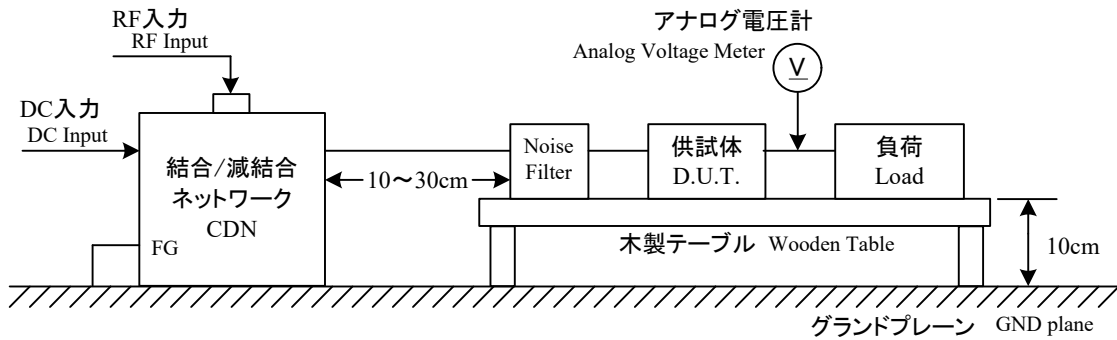 RF入力
RF Input
DC入力
DC Input
結合/減結合
ネットワーク
CDN
FG
10～30cm
Noise
Filter
供試体
D.U.T.
アナログ電圧計
Analog Voltage Meter
V
負荷
Load
木製テーブル Wooden Table
10cm
グランドプレーン GND plane